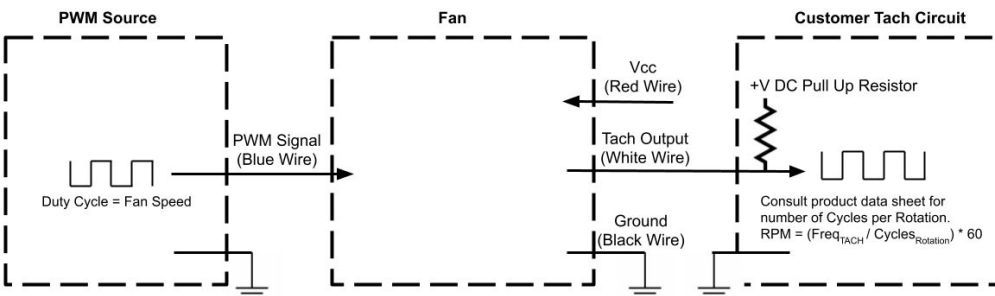 PWM Source
Fan
Customer Tach Circuit
Vcc
(Red Wire)
+V DC Pull Up Resistor
PWM Signal
(Blue Wire)
Tach Output
(White Wire)
Duty Cycle = Fan Speed
Consult product data sheet for
number of Cycles per Rotation.
RPM = (FreqTACH / CyclesRotation) * 60
Ground
(Black Wire)